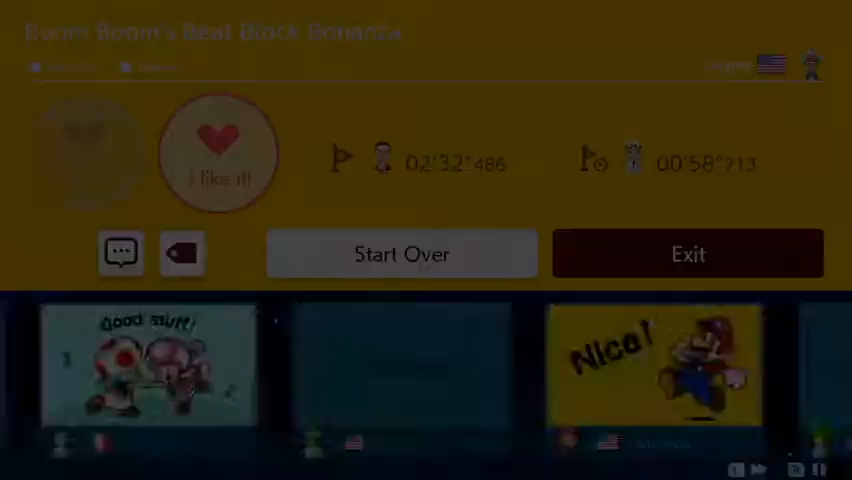 Boom Boom's Beat Block Bonanza
I like it!
02'32"486
00'58"713
Start Over
Exit
Good stuff!
Nice!
L
R